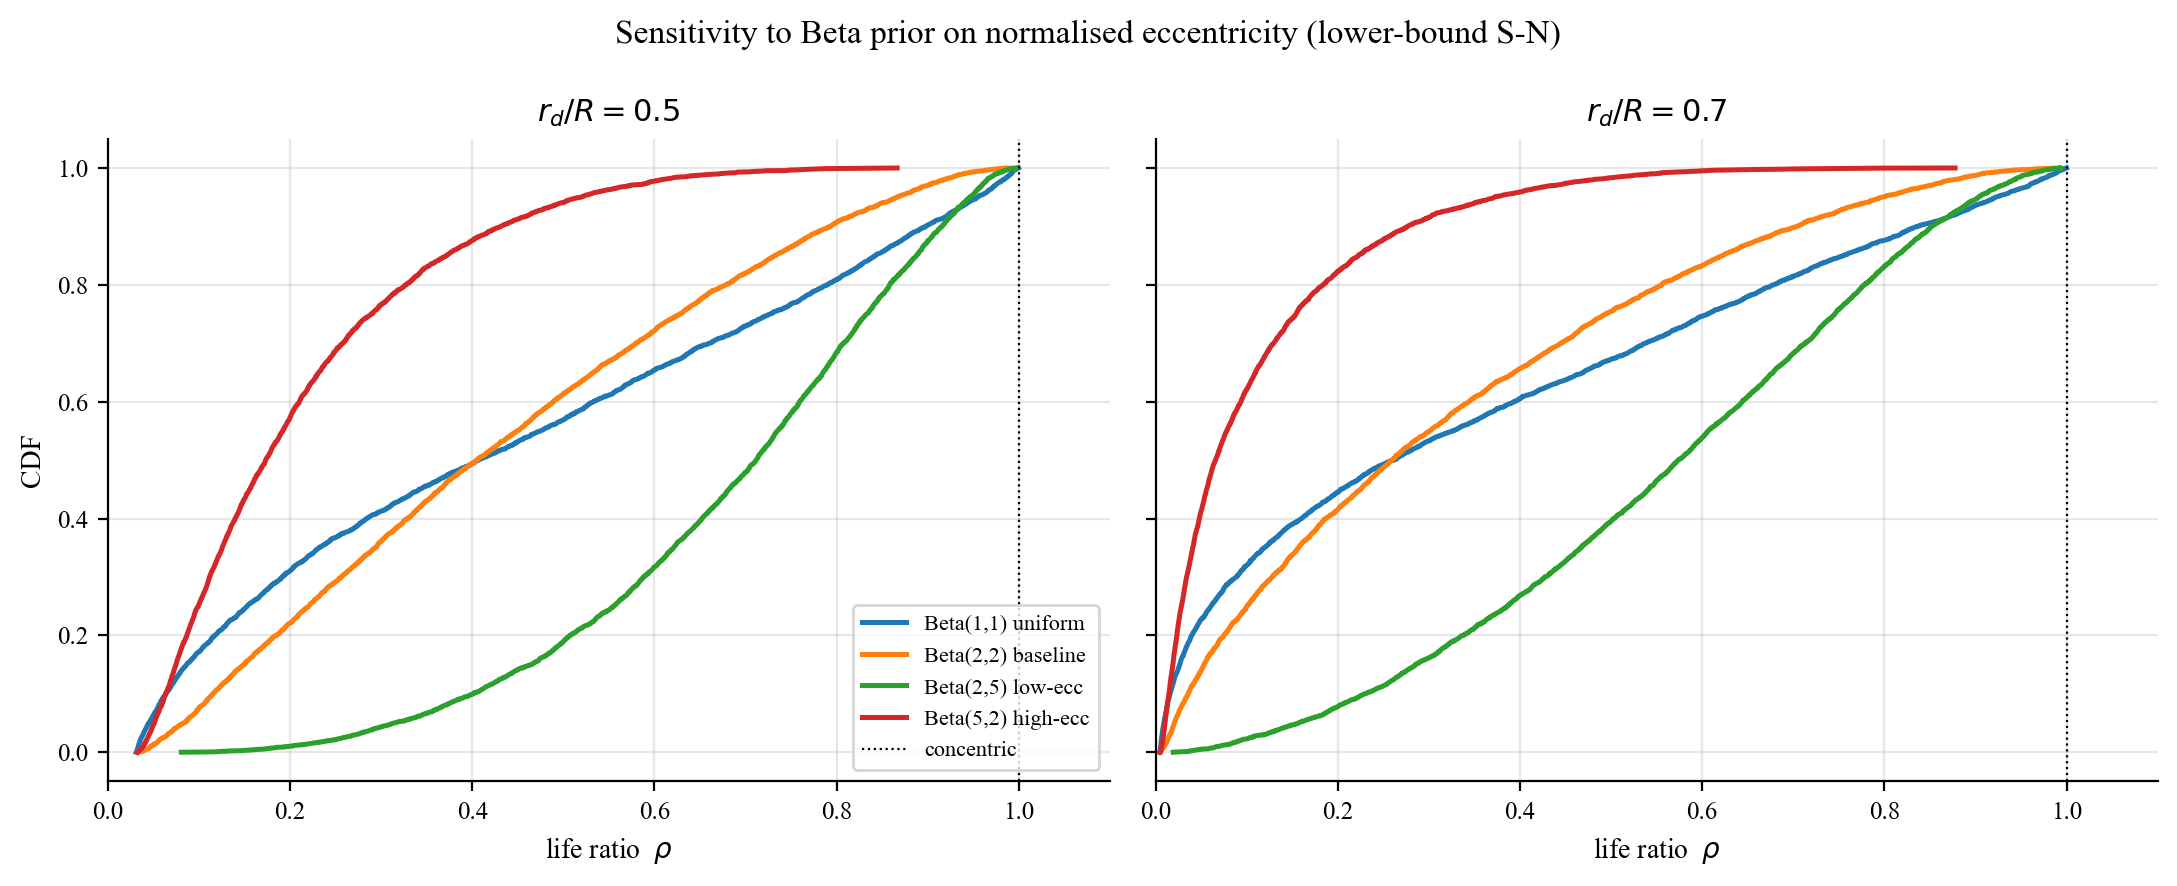 Sensitivity to Beta prior on normalised eccentricity (lower-bound S-N)
r_d/R = 0.5
r_d/R = 0.7
CDF
1.0
0.8
0.6
0.4
0.2
0.0
Beta(1,1) uniform
Beta(2,2) baseline
Beta(2,5) low-ecc
Beta(5,2) high-ecc
concentric
0.0 0.2 0.4 0.6 0.8 1.0
0.0 0.2 0.4 0.6 0.8 1.0
life ratio ρ
life ratio ρ